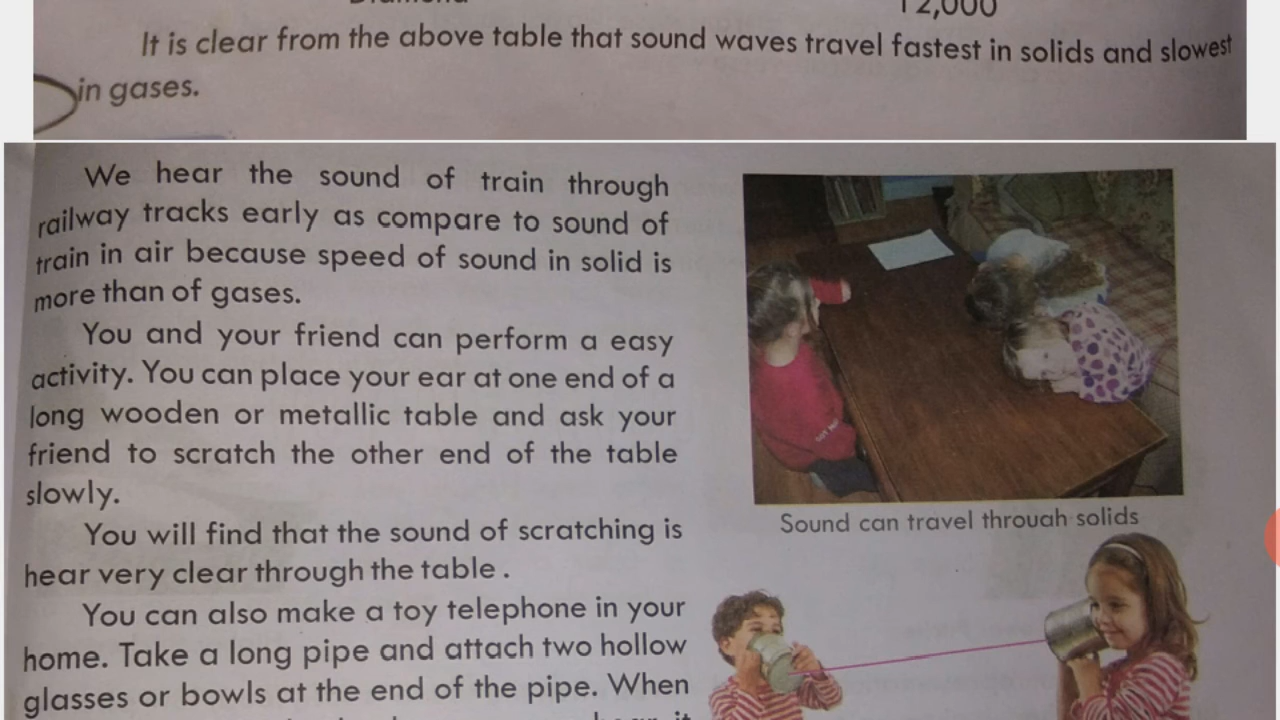 12,000
It is clear from the above table that sound waves travel fastest in solids and slowest
in gases.
We hear the sound of train through
railway tracks early as compare to sound of
train in air because speed of sound in solid is
more than of gases.
You and your friend can perform a easy
activity. You can place your ear at one end of a
long wooden or metallic table and ask your
friend to scratch the other end of the table
slowly.
You will find that the sound of scratching is
hear very clear through the table .
You can also make a toy telephone in your
home. Take a long pipe and attach two hollow
glasses or bowls at the end of the pipe. When
Sound can travel through solids